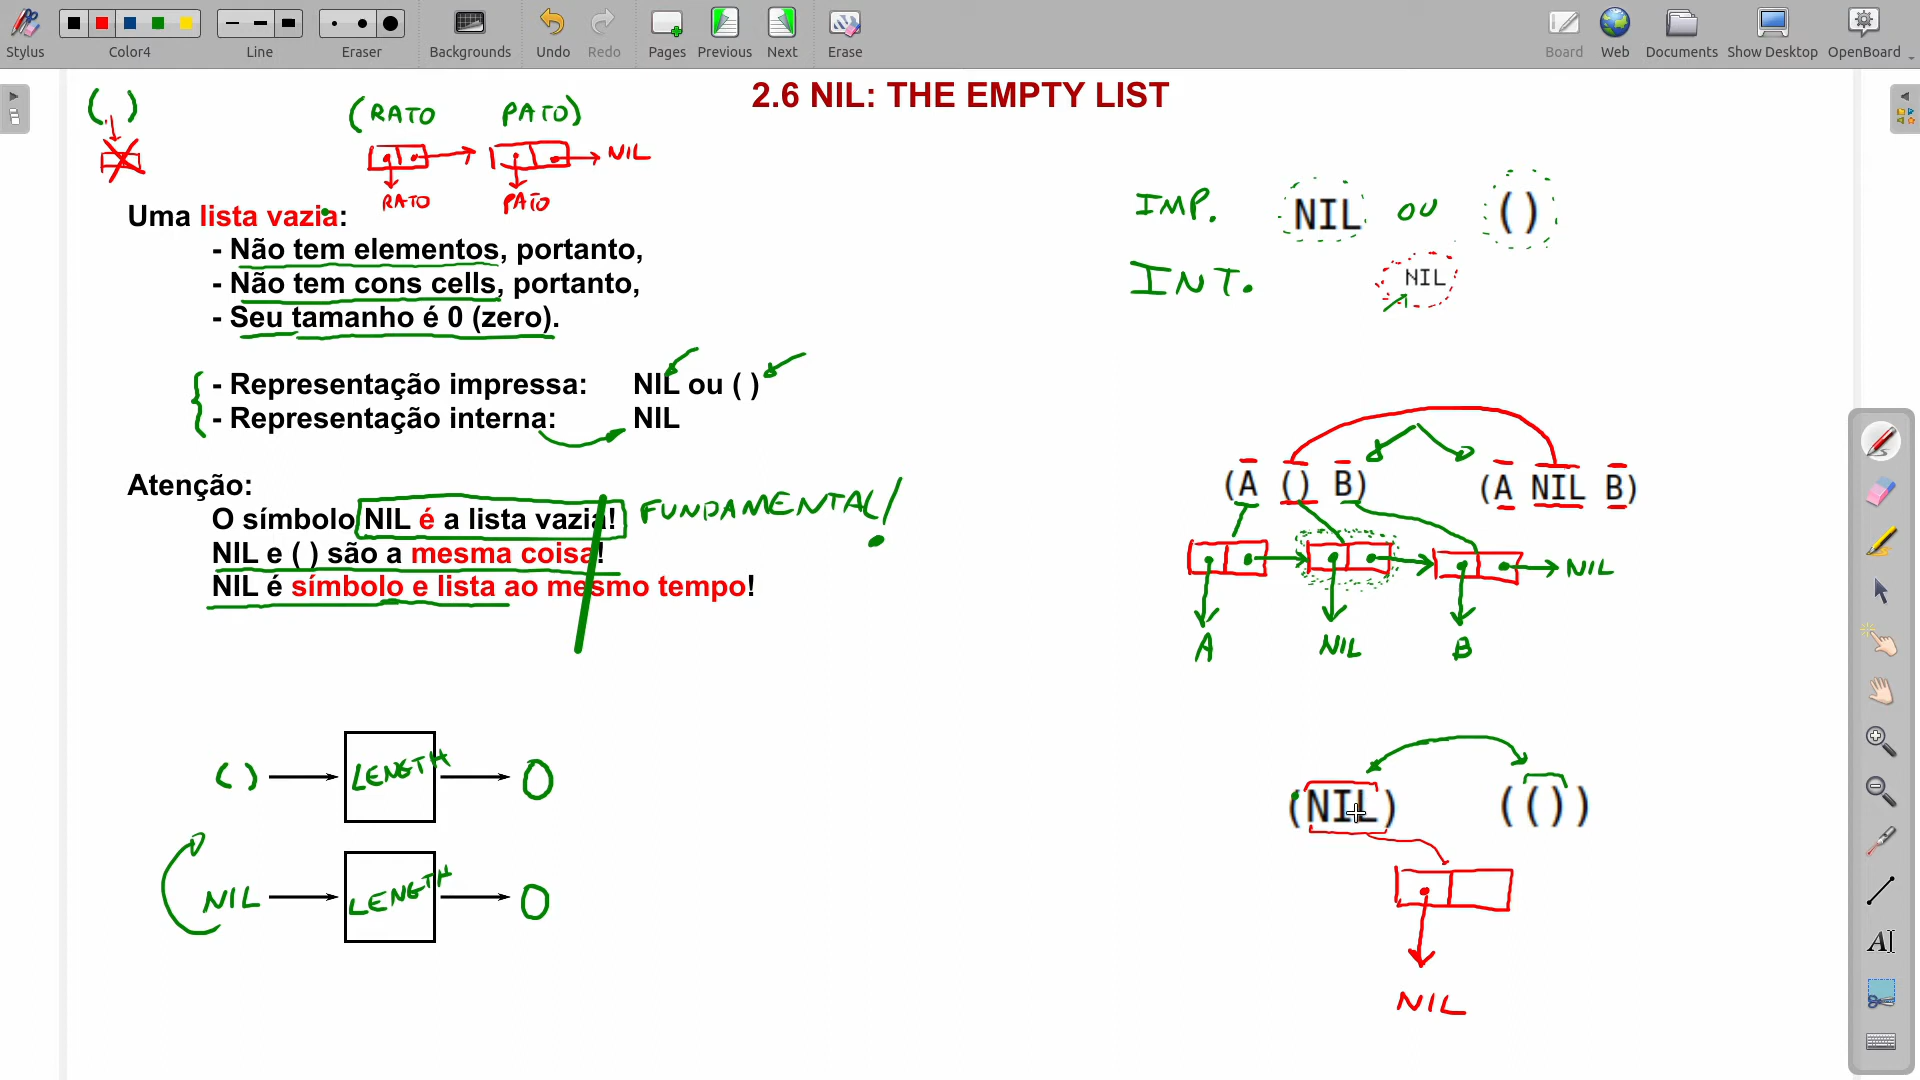 Stylus
Color4
Line
Eraser
Backgrounds
Undo
Redo
Pages
Previous
Next
Erase
Board
Web
Documents
Show Desktop
OpenBoard
2.6 NIL: THE EMPTY LIST
( )
(RATO PATO)
NIL
RATO PATO
Uma lista vazia:
- Não tem elementos, portanto,
- Não tem cons cells, portanto,
- Seu tamanho é 0 (zero).
- Representação impressa: NIL ou ( )
- Representação interna: NIL
Atenção:
O símbolo NIL é a lista vazia! FUNDAMENTAL!
NIL e ( ) são a mesma coisa!
NIL é símbolo e lista ao mesmo tempo!
( ) LENGTH 0
NIL LENGTH 0
IMP. NIL OU ()
INT. NIL
(A () B) (A NIL B)
NIL
A NIL B
(NIL) (())
NIL
AI